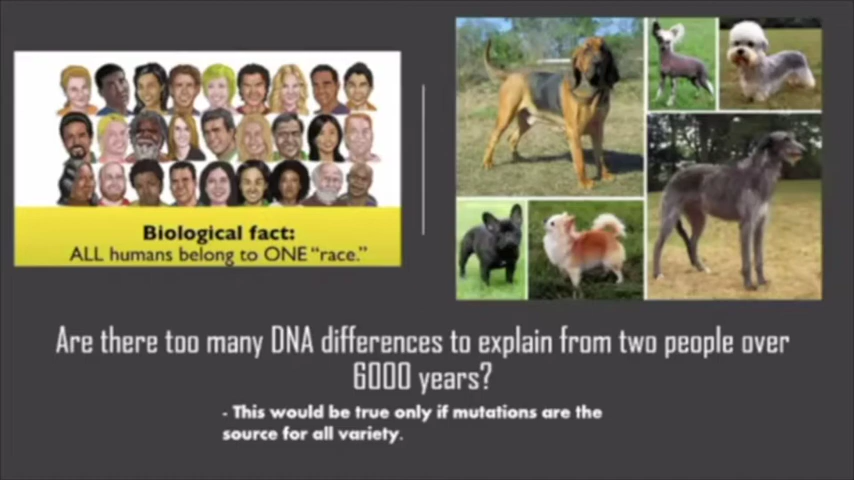 Biological fact:
ALL humans belong to ONE "race."
Are there too many DNA differences to explain from two people over
6000 years?
- This would be true only if mutations are the
source for all variety.